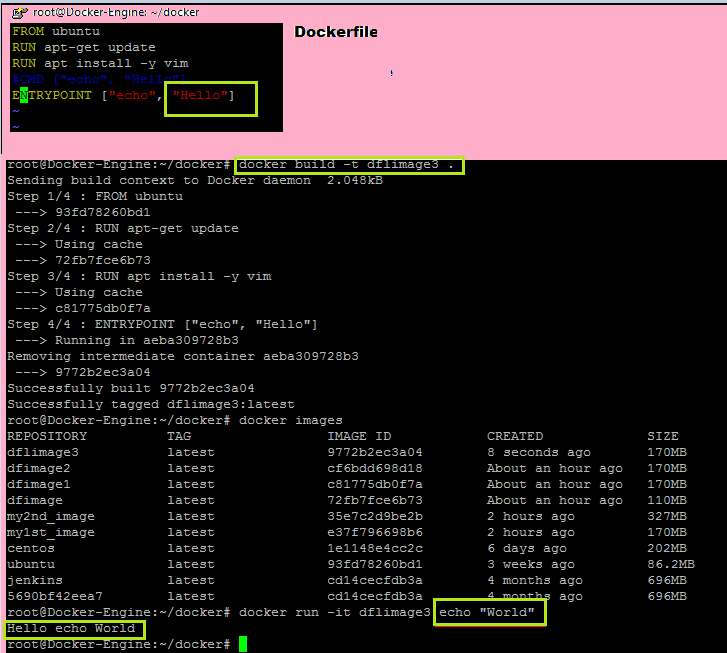 root@Docker-Engine: ~/docker
FROM ubuntu
Dockerfile
RUN apt-get update
RUN apt install -y vim
#CMD ["echo", "Hello"]
ENTRYPOINT ["echo", "Hello"]
~
~
root@Docker-Engine:~/docker# docker build -t dflimage3 .
Sending build context to Docker daemon  2.048kB
Step 1/4 : FROM ubuntu
 ---> 93fd78260bd1
Step 2/4 : RUN apt-get update
 ---> Using cache
 ---> 72fb7fce6b73
Step 3/4 : RUN apt install -y vim
 ---> Using cache
 ---> c81775db0f7a
Step 4/4 : ENTRYPOINT ["echo", "Hello"]
 ---> Running in aeba309728b3
Removing intermediate container aeba309728b3
 ---> 9772b2ec3a04
Successfully built 9772b2ec3a04
Successfully tagged dflimage3:latest
root@Docker-Engine:~/docker# docker images
REPOSITORY TAG IMAGE ID CREATED SIZE
dflimage3 latest 9772b2ec3a04 8 seconds ago 170MB
dfimage2 latest cf6bdd698d18 About an hour ago 170MB
dfimage1 latest c81775db0f7a About an hour ago 170MB
dfimage latest 72fb7fce6b73 About an hour ago 110MB
my2nd_image latest 35e7c2d9be2b 2 hours ago 327MB
my1st_image latest e37f796698b6 2 hours ago 170MB
centos latest 1e1148e4cc2c 6 days ago 202MB
ubuntu latest 93fd78260bd1 3 weeks ago 86.2MB
jenkins latest cd14cecfdb3a 4 months ago 696MB
5690bf42eea7 latest cd14cecfdb3a 4 months ago 696MB
root@Docker-Engine:~/docker# docker run -it dflimage3 echo "World"
Hello echo World
root@Docker-Engine:~/docker#